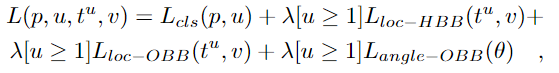 L(p, u, t^u, v) = L_{cls}(p, u) + λ[u ≥ 1]L_{loc−HBB}(t^u, v)+
λ[u ≥ 1]L_{loc−OBB}(t^u, v) + λ[u ≥ 1]L_{angle−OBB}(θ) ,